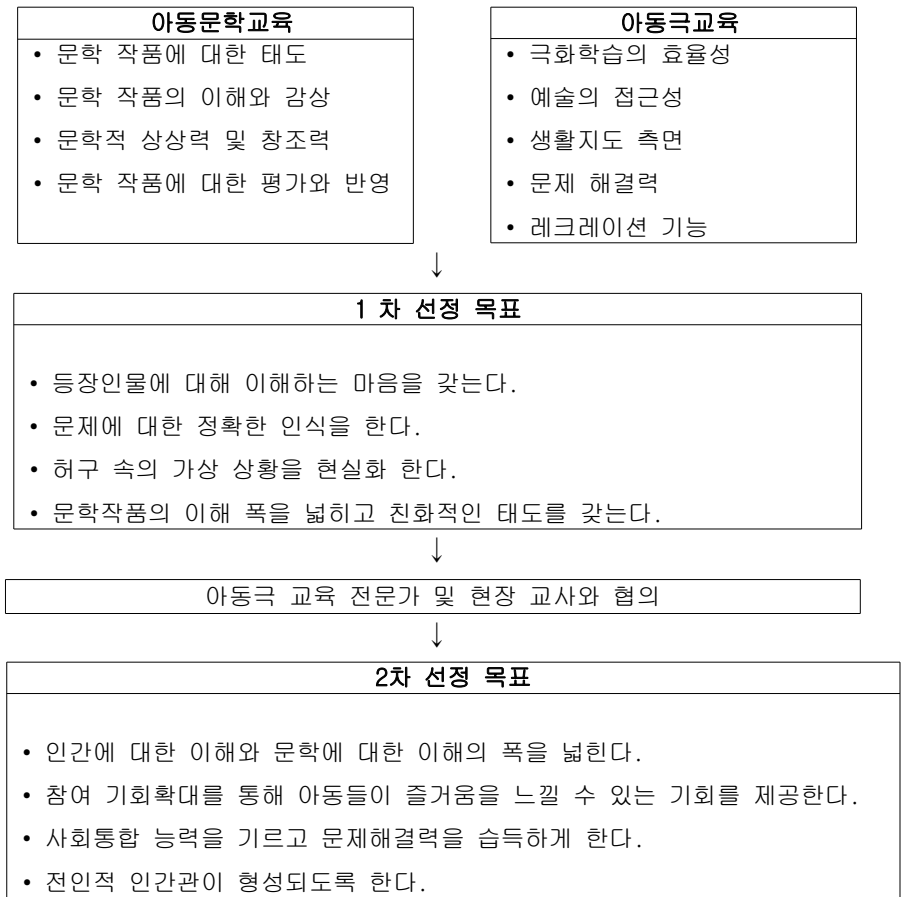 아동문학교육
• 문학 작품에 대한 태도
• 문학 작품의 이해와 감상
• 문학적 상상력 및 창조력
• 문학 작품에 대한 평가와 반영
아동극교육
• 극화학습의 효율성
• 예술의 접근성
• 생활지도 측면
• 문제 해결력
• 레크레이션 기능
↓
1 차 선정 목표
• 등장인물에 대해 이해하는 마음을 갖는다.
• 문제에 대한 정확한 인식을 한다.
• 허구 속의 가상 상황을 현실화 한다.
• 문학작품의 이해 폭을 넓히고 친화적인 태도를 갖는다.
↓
아동극 교육 전문가 및 현장 교사와 협의
↓
2차 선정 목표
• 인간에 대한 이해와 문학에 대한 이해의 폭을 넓힌다.
• 참여 기회확대를 통해 아동들이 즐거움을 느낄 수 있는 기회를 제공한다.
• 사회통합 능력을 기르고 문제해결력을 습득하게 한다.
• 전인적 인간관이 형성되도록 한다.